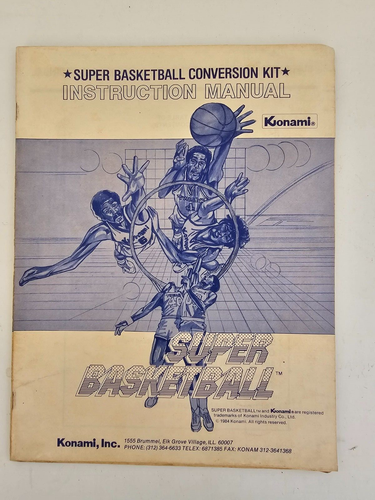 ★SUPER BASKETBALL CONVERSION KIT★
INSTRUCTION MANUAL
Konami®
SUPER
BASKETBALL™
SUPER BASKETBALL™ and Konami® are registered
trademarks of Konami Industry Co., Ltd.
© 1984 Konami. All rights reserved.
Konami, Inc. 1555 Brummel, Elk Grove Village, ILL. 60007
PHONE: (312) 364-6633 TELEX: 6871385 FAX: KONAM 312-3641368